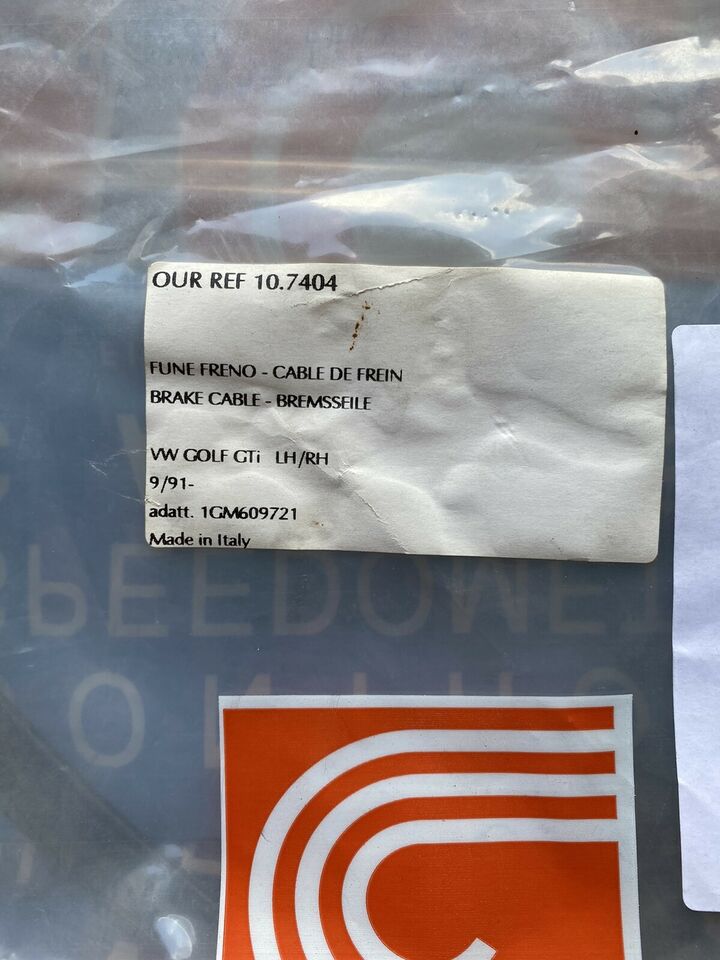 OUR REF 10.7404
FUNE FRENO - CABLE DE FREIN
BRAKE CABLE - BREMSSEILE
VW GOLF GTi LH/RH
9/91-
adatt. 1GM609721
Made in Italy